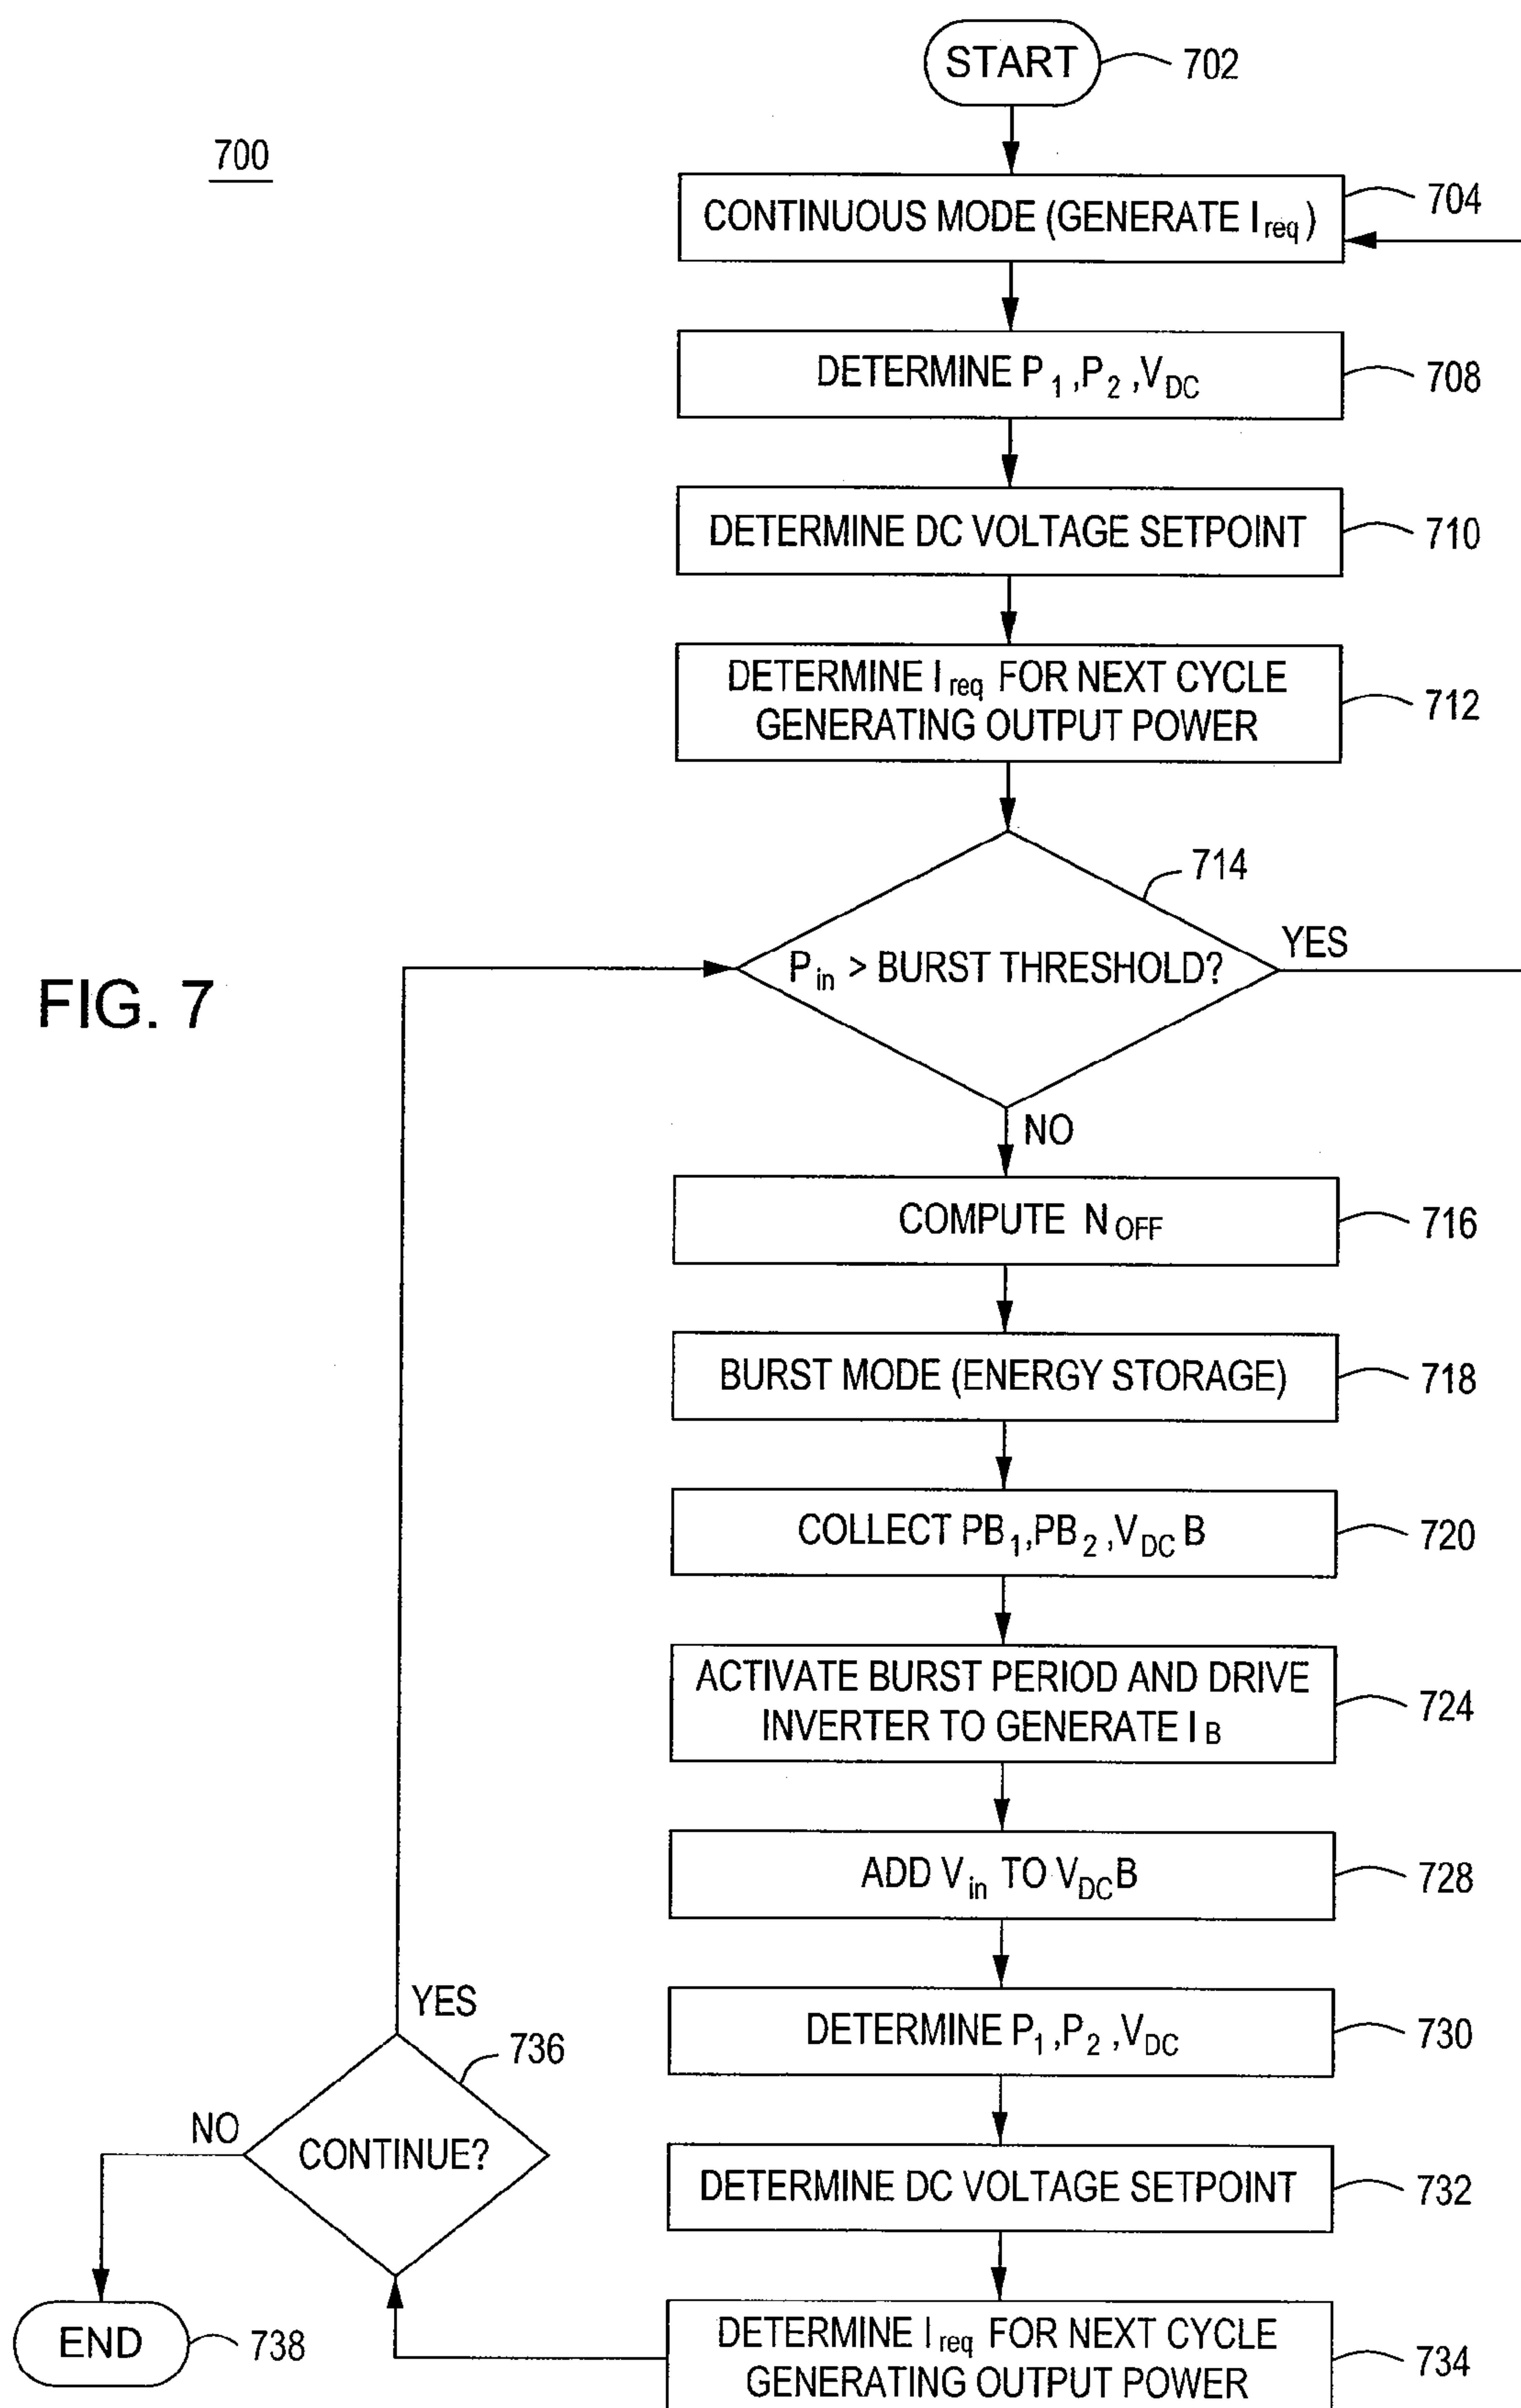 START
702
700
CONTINUOUS MODE (GENERATE Ireq)
704
DETERMINE P1,P2,VDC
708
DETERMINE DC VOLTAGE SETPOINT
710
DETERMINE Ireq FOR NEXT CYCLE
GENERATING OUTPUT POWER
712
714
Pin > BURST THRESHOLD?
YES
FIG. 7
NO
COMPUTE NOFF
716
BURST MODE (ENERGY STORAGE)
718
COLLECT PB1,PB2,VDC B
720
ACTIVATE BURST PERIOD AND DRIVE
INVERTER TO GENERATE IB
724
ADD Vin TO VDCB
728
YES
DETERMINE P1,P2,VDC
730
736
NO
CONTINUE?
DETERMINE DC VOLTAGE SETPOINT
732
END
738
DETERMINE Ireq FOR NEXT CYCLE
GENERATING OUTPUT POWER
734